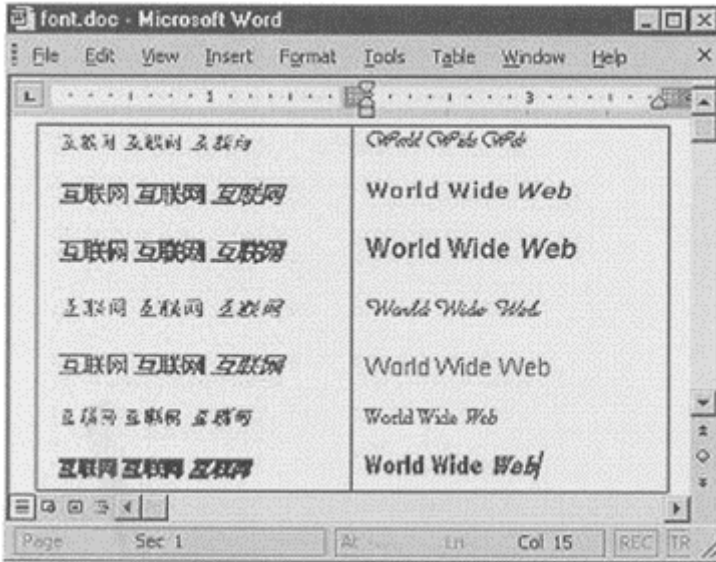 font.doc - Microsoft Word
File Edit View Insert Format Tools Table Window Help
L 1 3
互联网 互联网 互联网 World Wide Web
互联网 互联网 互联网 World Wide Web
互联网 互联网 互联网 World Wide Web
互联网 互联网 互联网 World Wide Web
互联网 互联网 互联网 World Wide Web
互联网 互联网 互联网 World Wide Web
互联网 互联网 互联网 World Wide Web
Page Sec 1 At Ln Col 15 REC TR